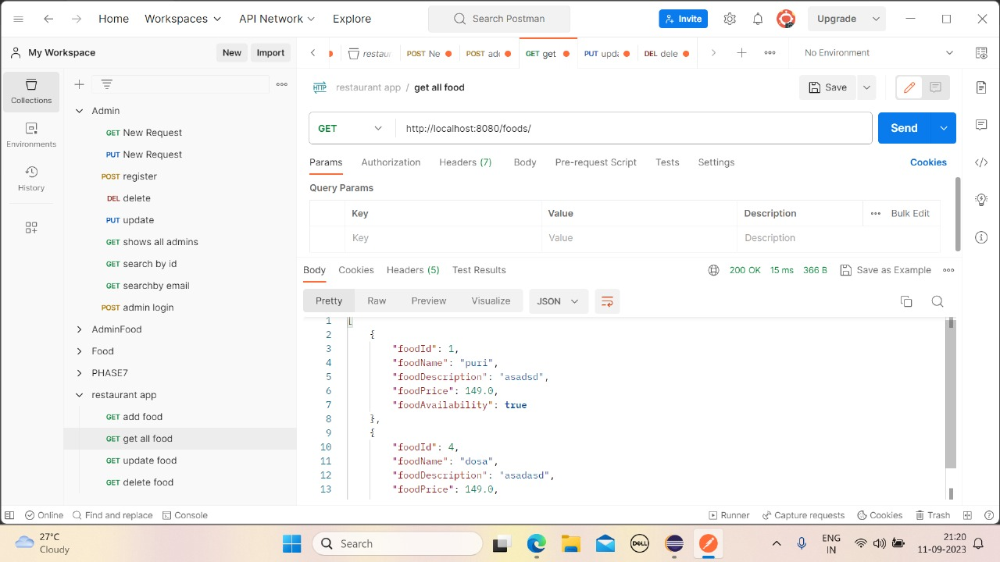 Home
Workspaces
API Network
Explore
Search Postman
Invite
Upgrade
My Workspace
New
Import
restau
POST Ne
POST add
GET get
PUT upda
DEL dele
No Environment
Collections
Environments
History
Admin
GET New Request
PUT New Request
POST register
DEL delete
PUT update
GET shows all admins
GET search by id
GET searchby email
POST admin login
AdminFood
Food
PHASE7
restaurant app
GET add food
GET get all food
GET update food
GET delete food
HTTP restaurant app / get all food
Save
GET http://localhost:8080/foods/
Send
Params Authorization Headers (7) Body Pre-request Script Tests Settings Cookies
Query Params
Key Value Description Bulk Edit
Key Value Description
Body Cookies Headers (5) Test Results 200 OK 15 ms 366 B Save as Example
Pretty Raw Preview Visualize JSON
1 [
2 {
3 "foodId": 1,
4 "foodName": "puri",
5 "foodDescription": "asadsd",
6 "foodPrice": 149.0,
7 "foodAvailability": true
8 },
9 {
10 "foodId": 4,
11 "foodName": "dosa",
12 "foodDescription": "asadasd",
13 "foodPrice": 149.0,
Online Find and replace Console Runner Capture requests Cookies Trash
27°C
Cloudy
Search
DELL
ENG
IN
21:20
11-09-2023